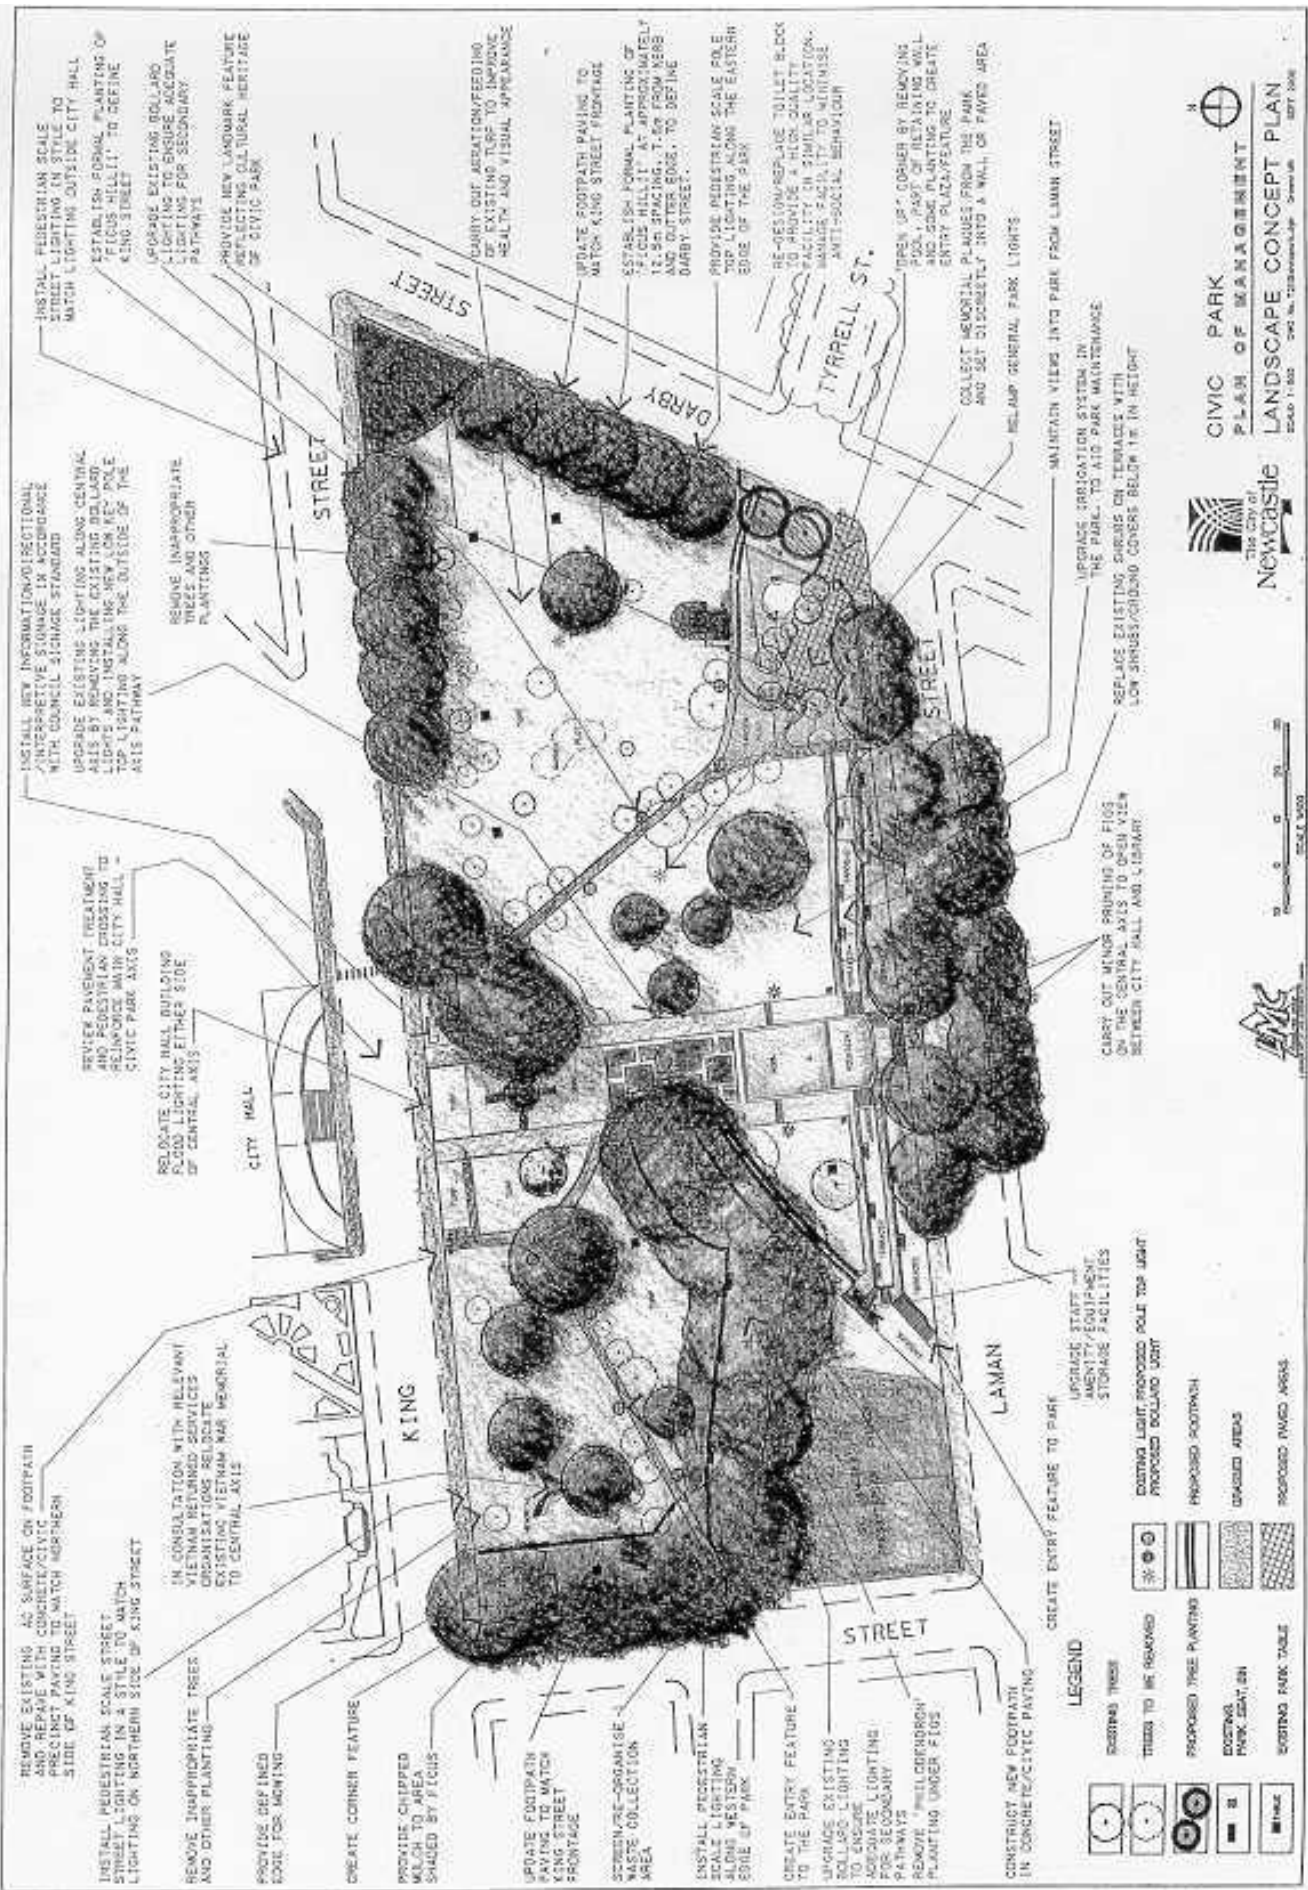 REMOVE EXISTING AC SURFACE ON FOOTPATH
AND REPAVE WITH CONCRETE/CIVIC
PRECINCT PAVING TO MATCH NORTHERN
SIDE OF KING STREET
INSTALL PEDESTRIAN SCALE STREET
STREET LIGHTING IN A STYLE TO MATCH
LIGHTING ON NORTHERN SIDE OF KING STREET
REMOVE INAPPROPRIATE TREES
AND OTHER PLANTING
PROVIDE DEFINED
EDGE FOR MOWING
CREATE CORNER FEATURE
PROVIDE CHIPPED
MULCH TO AREA
SHADED BY FICUS
UPDATE FOOTPATH
PAVING TO MATCH
KING STREET
FRONTAGE
SCREEN/RE-ORGANISE
WASTE COLLECTION
AREA
INSTALL PEDESTRIAN
SCALE LIGHTING
ALONG WESTERN
EDGE OF PARK
CREATE ENTRY FEATURE
TO THE PARK
UPGRADE EXISTING
BOLLARD LIGHTING
TO ENSURE
ADEQUATE LIGHTING
FOR SECONDARY
PATHWAYS
REMOVE 'PHILODENDRON'
PLANTING UNDER FIGS
CONSTRUCT NEW FOOTPATH
IN CONCRETE/CIVIC PAVING
IN CONSULTATION WITH RELEVANT
VIETNAM RETURNED SERVICES
ORGANISATIONS RELOCATE
EXISTING VIETNAM WAR MEMORIAL
TO CENTRAL AXIS
REVIEW PAVEMENT TREATMENT
AND PEDESTRIAN CROSSING TO
REINFORCE MAIN CITY HALL -
CIVIC PARK AXIS
RELOCATE CITY HALL BUILDING
FLOOD LIGHTING EITHER SIDE
OF CENTRAL AXIS
CITY HALL
INSTALL NEW INFORMATION/DIRECTIONAL
/INTERPRETIVE SIGNAGE IN ACCORDANCE
WITH COUNCIL SIGNAGE STANDARD
UPGRADE EXISTING LIGHTING ALONG CENTRAL
AXIS BY REMOVING THE EXISTING BOLLARD
LIGHTS AND INSTALLING NEW LOW KEY POLE
TOP LIGHTING ALONG THE OUTSIDE OF THE
AXIS PATHWAY
REMOVE INAPPROPRIATE
TREES AND OTHER
PLANTINGS
INSTALL PEDESTRIAN SCALE
STREET LIGHTING IN STYLE TO
MATCH LIGHTING OUTSIDE CITY HALL
ESTABLISH FORMAL PLANTING OF
'FICUS HILLII' TO DEFINE
KING STREET
UPGRADE EXISTING BOLLARD
LIGHTING TO ENSURE ADEQUATE
LIGHTING FOR SECONDARY
PATHWAYS
PROVIDE NEW LANDMARK FEATURE
REFLECTING CULTURAL HERITAGE
OF CIVIC PARK
CARRY OUT AERATION/FEEDING
OF EXISTING TURF TO IMPROVE
HEALTH AND VISUAL APPEARANCE
UPDATE FOOTPATH PAVING TO
MATCH KING STREET FRONTAGE
ESTABLISH FORMAL PLANTING OF
'FICUS HILLII' AT APPROXIMATELY
12.5m SPACING, 7.5m FROM KERB
AND OUTER EDGE, TO DEFINE
DARBY STREET.
PROVIDE PEDESTRIAN SCALE POLE
TOP LIGHTING ALONG THE EASTERN
EDGE OF THE PARK
RE-DESIGN/REPLACE TOILET BLOCK
TO PROVIDE A HIGH QUALITY
FACILITY IN SIMILAR LOCATION.
MANAGE FACILITY TO MINIMISE
ANTI-SOCIAL BEHAVIOUR
"OPEN UP" CORNER BY REMOVING
POOL, PART OF RETAINING WALL
AND SOME PLANTING TO CREATE
ENTRY PLAZA/FEATURE
COLLECT MEMORIAL PLAQUES FROM THE PARK
AND SET DISCREETLY INTO A WALL OR PAVED AREA
RELAMP GENERAL PARK LIGHTS
MAINTAIN VIEWS INTO PARK FROM LAMAN STREET
UPGRADE IRRIGATION SYSTEM IN
THE PARK, TO AID PARK MAINTENANCE
REPLACE EXISTING SHRUBS ON TERRACES WITH
LOW SHRUBS/GROUND COVERS BELOW 1m IN HEIGHT
CARRY OUT MINOR PRUNING OF FIGS
ON THE CENTRAL AXIS TO OPEN VIEW
BETWEEN CITY HALL AND LIBRARY
UPGRADE STAFF
AMENITY/EQUIPMENT
STORAGE FACILITIES
CREATE ENTRY FEATURE TO PARK
KING
STREET
DARBY
STREET
TYRRELL ST.
LAMAN
STREET
STREET
LEGEND
EXISTING TREES
TREES TO BE REMOVED
PROPOSED TREE PLANTING
EXISTING
PARK SEAT, BIN
EXISTING PARK TABLE
EXISTING LIGHT, PROPOSED POLE TOP LIGHT
PROPOSED BOLLARD LIGHT
PROPOSED FOOTPATH
GRASSED AREAS
PROPOSED PAVED AREAS
The City of
Newcastle
CIVIC PARK
PLAN OF MANAGEMENT
LANDSCAPE CONCEPT PLAN
N